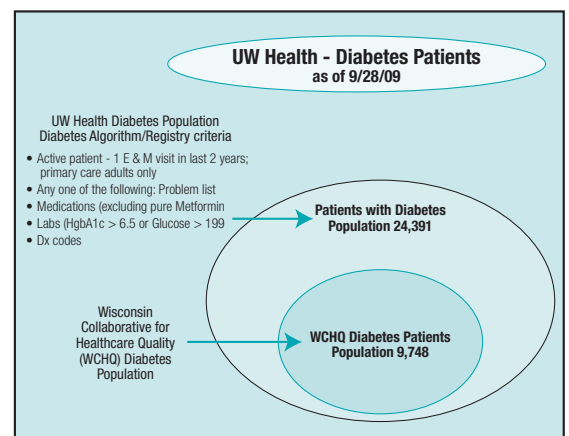 UW Health - Diabetes Patients
as of 9/28/09
UW Health Diabetes Population
Diabetes Algorithm/Registry criteria
• Active patient - 1 E & M visit in last 2 years;
primary care adults only
• Any one of the following: Problem list
• Medications (excluding pure Metformin
• Labs (HgbA1c > 6.5 or Glucose > 199
• Dx codes
Patients with Diabetes
Population 24,391
Wisconsin
Collaborative for
Healthcare Quality
(WCHQ) Diabetes
Population
WCHQ Diabetes Patients
Population 9,748